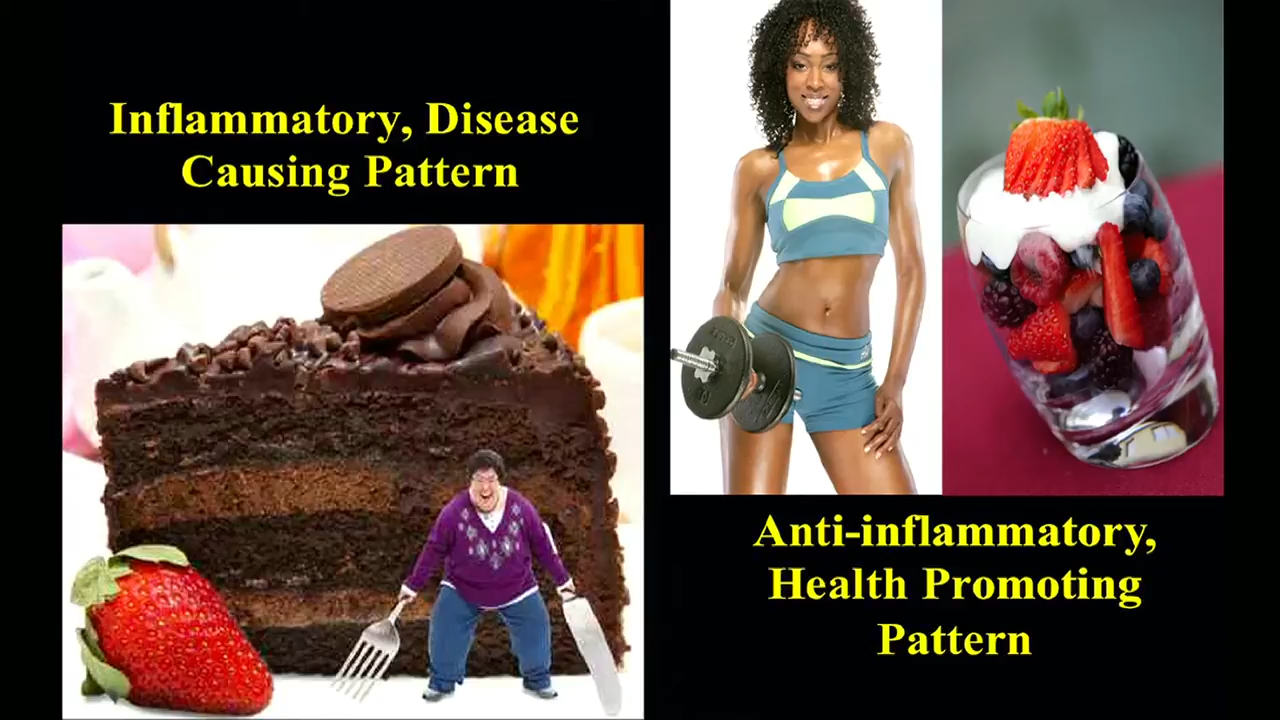 Inflammatory, Disease
Causing Pattern
Anti-inflammatory,
Health Promoting
Pattern